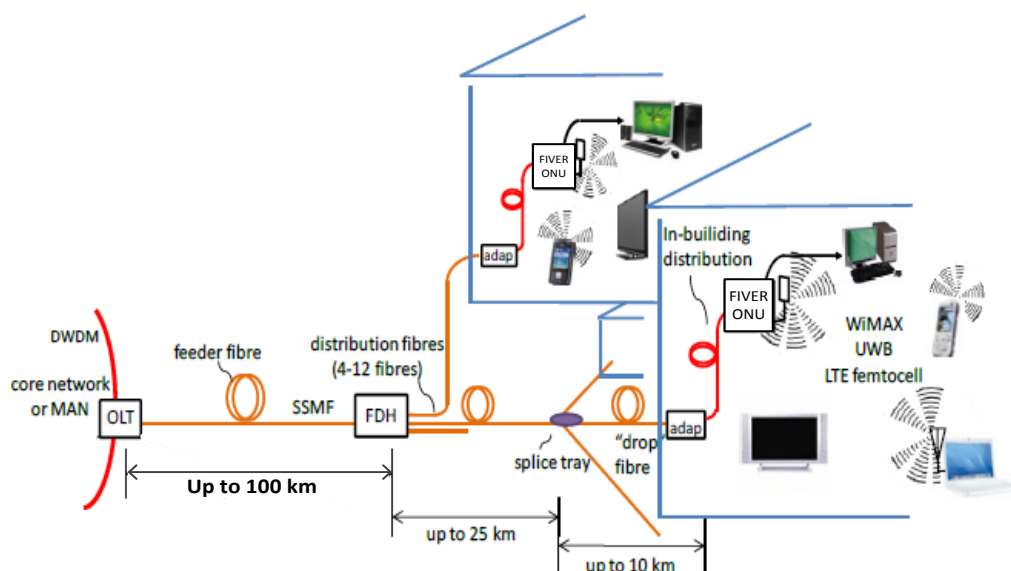 FIVER
ONU
adap
In-builiding
distribution
FIVER
ONU
DWDM
feeder fibre
distribution fibres
(4-12 fibres)
WiMAX
UWB
LTE femtocell
core network
or MAN
OLT
SSMF
FDH
adap
"drop
fibre
splice tray
Up to 100 km
up to 25 km
up to 10 km